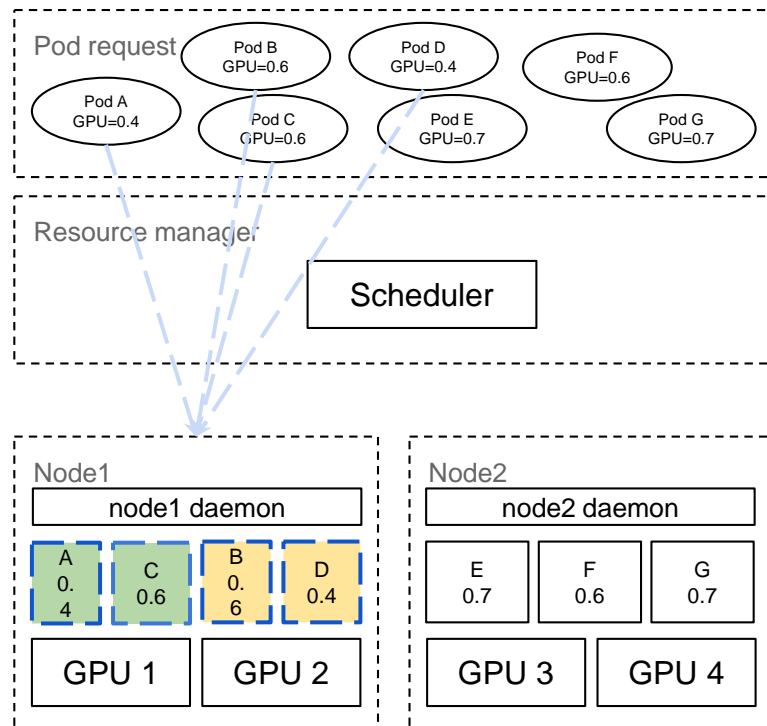 Pod request
Pod A
GPU=0.4
Pod B
GPU=0.6
Pod C
GPU=0.6
Pod D
GPU=0.4
Pod E
GPU=0.7
Pod F
GPU=0.6
Pod G
GPU=0.7
Resource manager
Scheduler
Node1
node1 daemon
A
0.
4
C
0.6
B
0.
6
D
0.4
GPU 1
GPU 2
Node2
node2 daemon
E
0.7
F
0.6
G
0.7
GPU 3
GPU 4